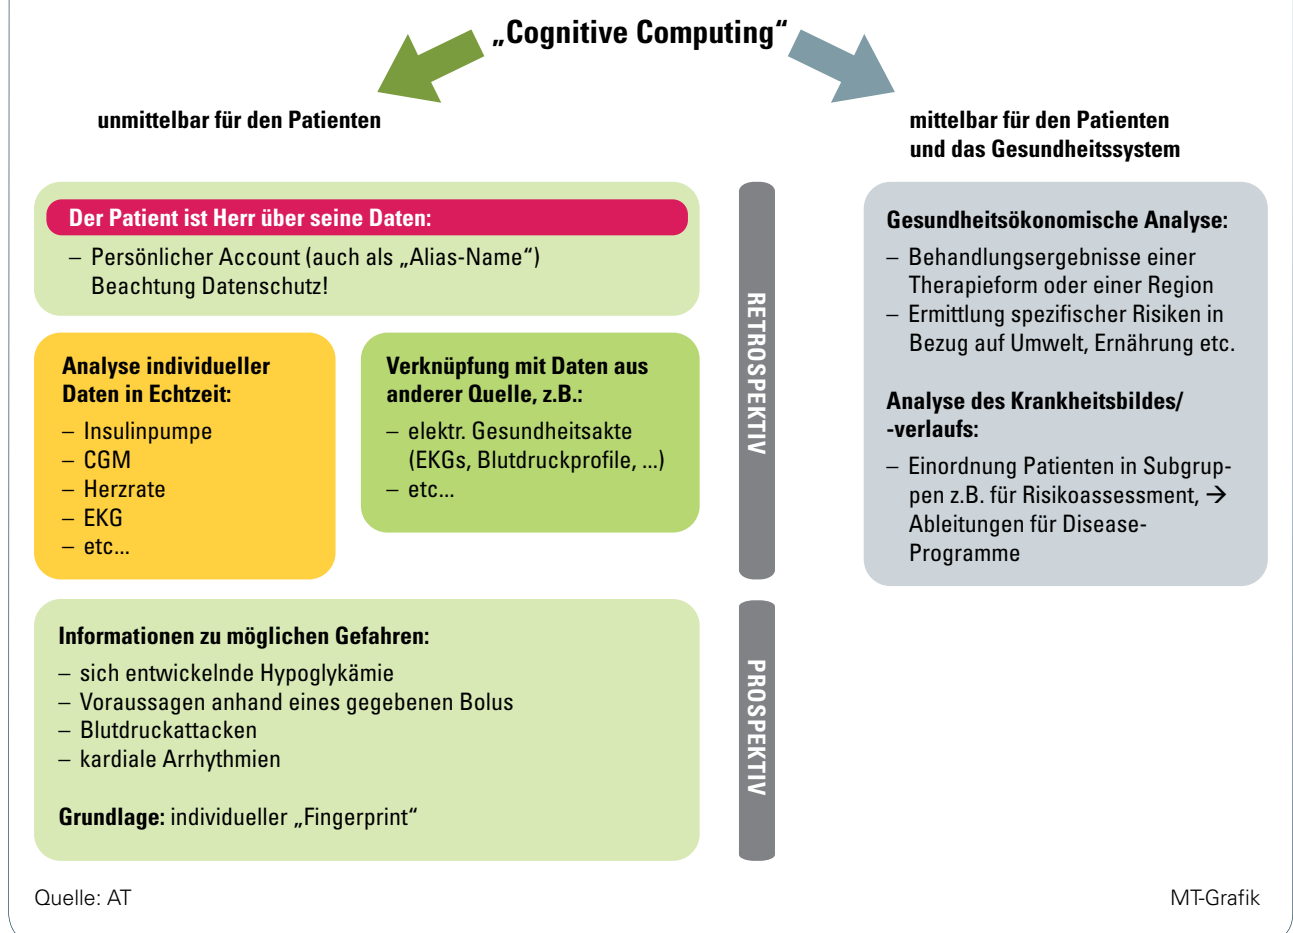 „Cognitive Computing“
unmittelbar für den Patienten
mittelbar für den Patienten
und das Gesundheitssystem
Der Patient ist Herr über seine Daten:
– Persönlicher Account (auch als „Alias-Name“)
Beachtung Datenschutz!
Analyse individueller
Daten in Echtzeit:
– Insulinpumpe
– CGM
– Herzrate
– EKG
– etc...
Verknüpfung mit Daten aus
anderer Quelle, z.B.:
– elektr. Gesundheitsakte
(EKGs, Blutdruckprofile, ...)
– etc...
RETROSPEKTIV
Gesundheitsökonomische Analyse:
– Behandlungsergebnisse einer
Therapieform oder einer Region
– Ermittlung spezifischer Risiken in
Bezug auf Umwelt, Ernährung etc.
Analyse des Krankheitsbildes/
-verlaufs:
– Einordnung Patienten in Subgrup-
pen z.B. für Risikoassessment, →
Ableitungen für Disease-
Programme
Informationen zu möglichen Gefahren:
– sich entwickelnde Hypoglykämie
– Voraussagen anhand eines gegebenen Bolus
– Blutdruckattacken
– kardiale Arrhythmien
Grundlage: individueller „Fingerprint“
PROSPEKTIV
Quelle: AT
MT-Grafik